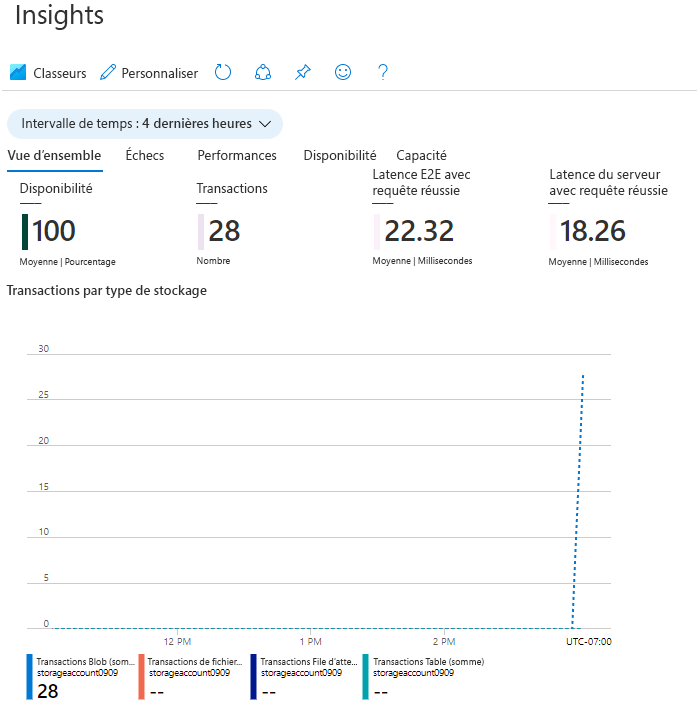 Insights
Classeurs Personnaliser ?
Intervalle de temps : 4 dernières heures
Vue d'ensemble Échecs Performances Disponibilité Capacité
Disponibilité
100
Moyenne | Pourcentage
Transactions
28
Nombre
Latence E2E avec
requête réussie
22.32
Moyenne | Millisecondes
Latence du serveur
avec requête réussie
18.26
Moyenne | Millisecondes
Transactions par type de stockage
30
25
20
15
10
5
0
12 PM 1 PM 2 PM UTC-07:00
Transactions Blob (som...
storageaccount0909
28
Transactions de fichier...
storageaccount0909
--
Transactions File d'atte...
storageaccount0909
--
Transactions Table (somme)
storageaccount0909
--